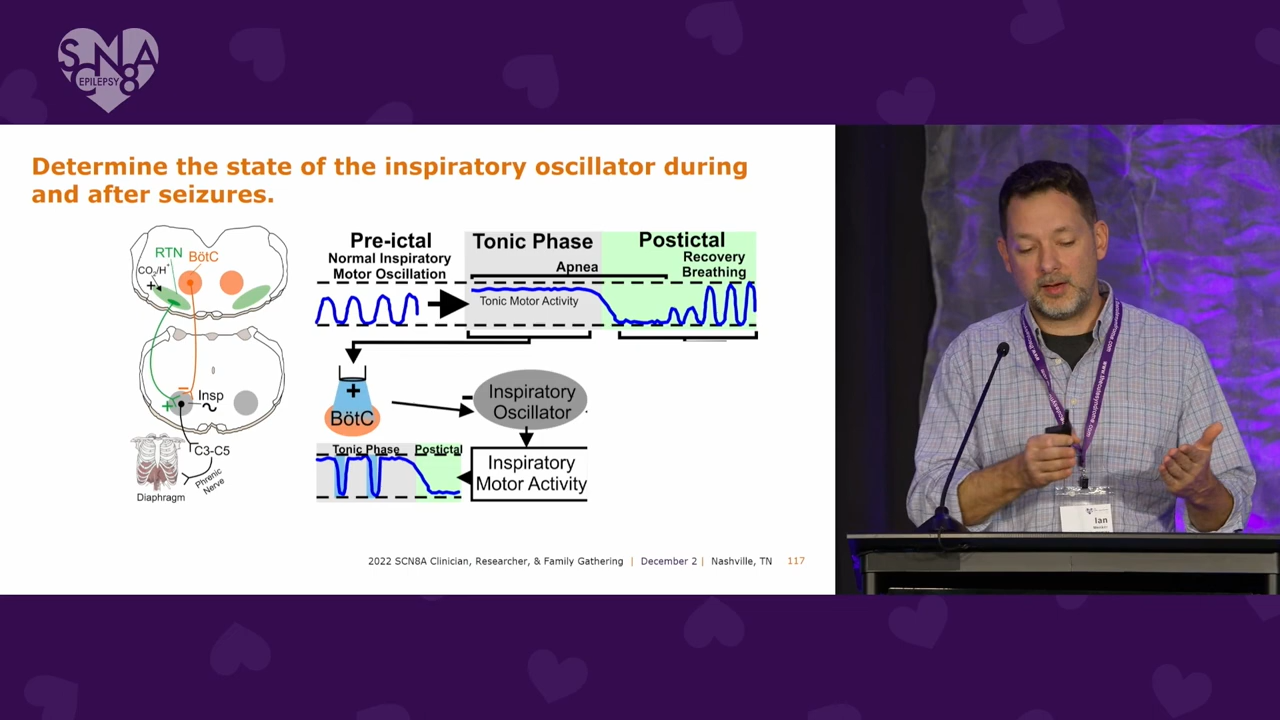 SCNA
EPILEPSY
8
Determine the state of the inspiratory oscillator during
and after seizures.
RTN
BötC
CO₂/H⁺
+
Pre-ictal
Normal Inspiratory
Motor Oscillation
Tonic Phase
Postictal
Apnea
Recovery
Breathing
Tonic Motor Activity
–
+
Insp
~
C3-C5
Phrenic
Nerve
Diaphragm
+
BötC
-
Inspiratory
Oscillator
Tonic Phase
Postictal
Inspiratory
Motor Activity
2022 SCN8A Clinician, Researcher, & Family Gathering | December 2 | Nashville, TN 117
Ian